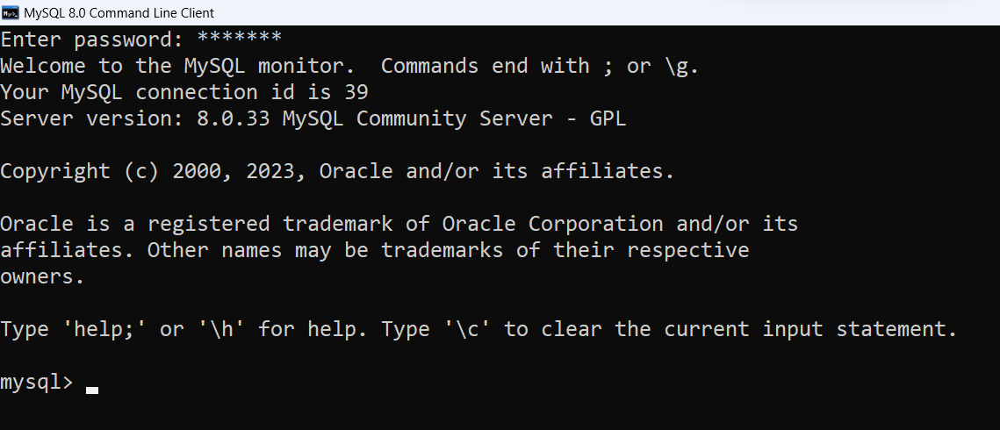 MySQL 8.0 Command Line Client
Enter password: *******
Welcome to the MySQL monitor.  Commands end with ; or \g.
Your MySQL connection id is 39
Server version: 8.0.33 MySQL Community Server - GPL

Copyright (c) 2000, 2023, Oracle and/or its affiliates.

Oracle is a registered trademark of Oracle Corporation and/or its
affiliates. Other names may be trademarks of their respective
owners.

Type 'help;' or '\h' for help. Type '\c' to clear the current input statement.

mysql>